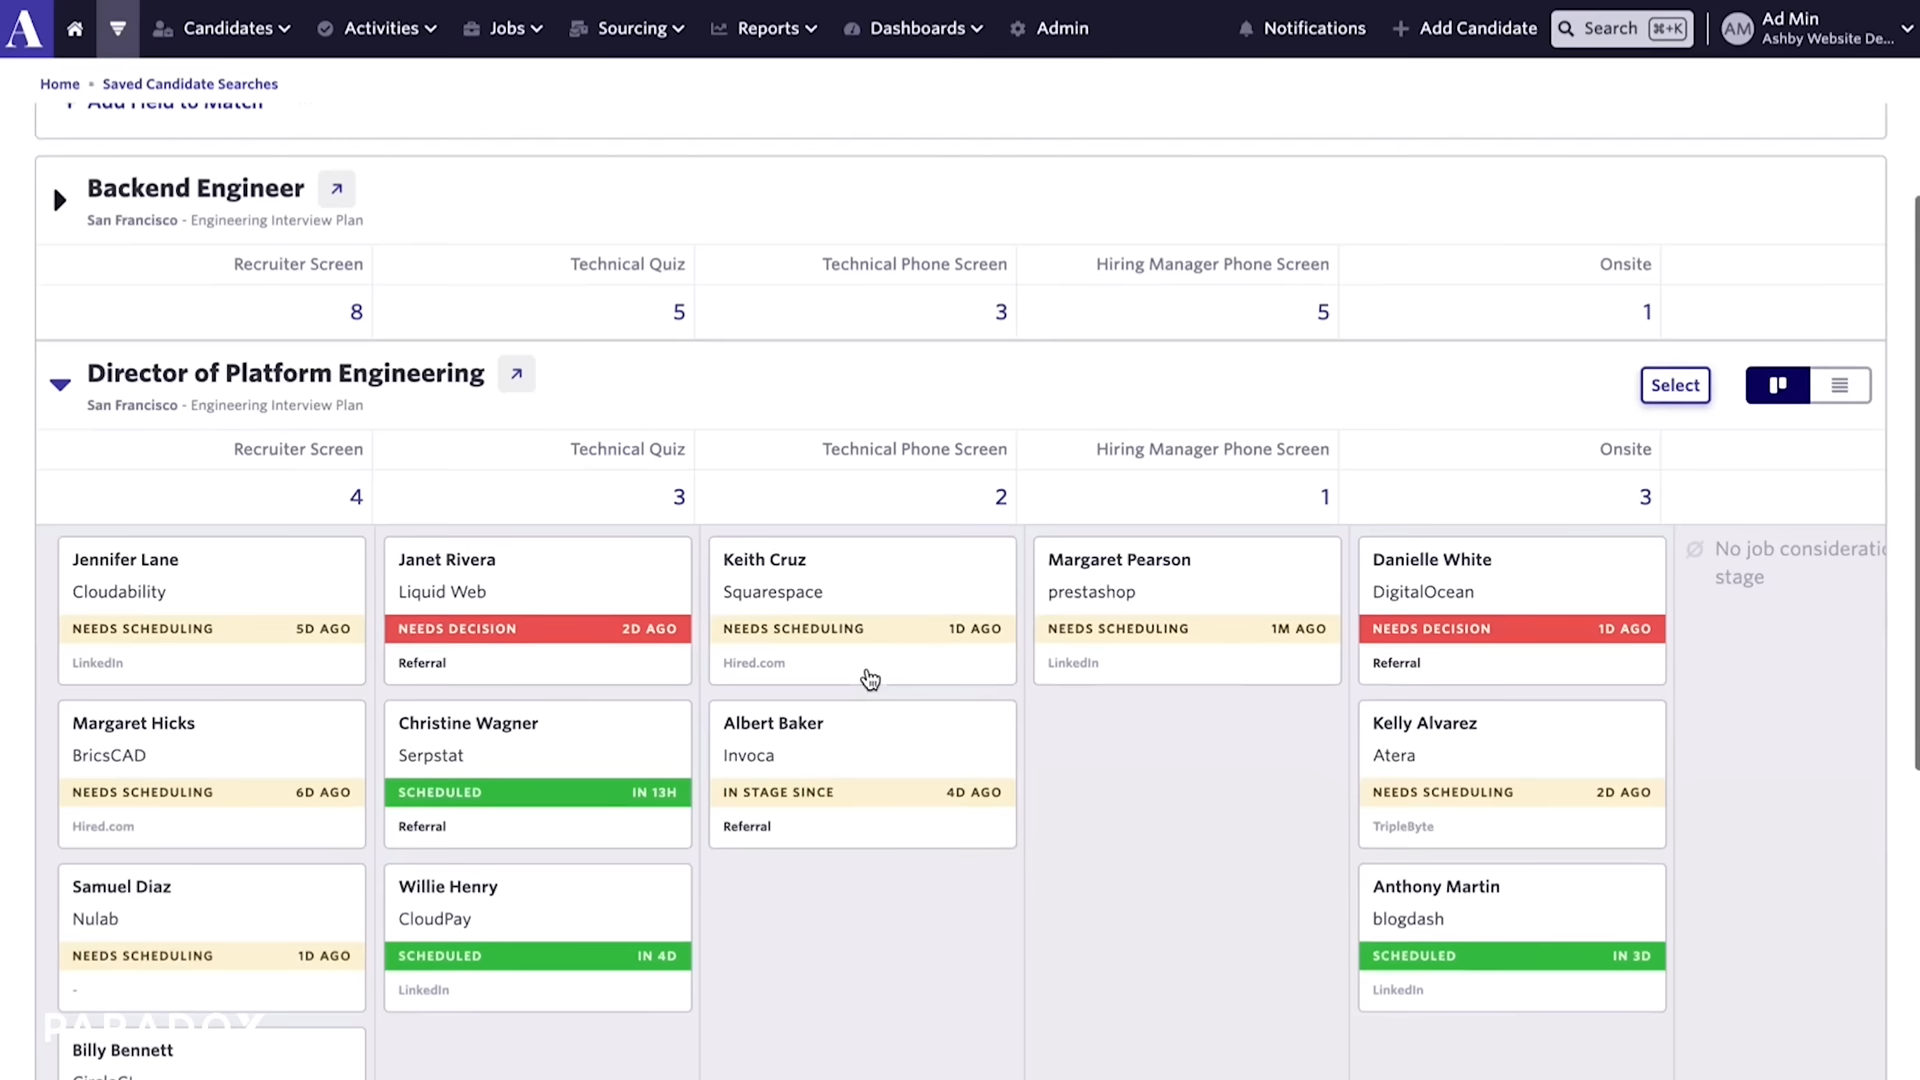 A
Candidates
Activities
Jobs
Sourcing
Reports
Dashboards
Admin
Notifications
Add Candidate
Search ⌘+K
AM
Ad Min
Ashby Website De...
Home • Saved Candidate Searches
+ Add Field to Match
Backend Engineer
San Francisco - Engineering Interview Plan
Recruiter Screen Technical Quiz Technical Phone Screen Hiring Manager Phone Screen Onsite
8 5 3 5 1
Director of Platform Engineering
San Francisco - Engineering Interview Plan
Select
Recruiter Screen Technical Quiz Technical Phone Screen Hiring Manager Phone Screen Onsite
4 3 2 1 3
Jennifer Lane
Cloudability
NEEDS SCHEDULING 5D AGO
LinkedIn
Margaret Hicks
BricsCAD
NEEDS SCHEDULING 6D AGO
Hired.com
Samuel Diaz
Nulab
NEEDS SCHEDULING 1D AGO
-
Billy Bennett
Janet Rivera
Liquid Web
NEEDS DECISION 2D AGO
Referral
Christine Wagner
Serpstat
SCHEDULED IN 13H
Referral
Willie Henry
CloudPay
SCHEDULED IN 4D
LinkedIn
Keith Cruz
Squarespace
NEEDS SCHEDULING 1D AGO
Hired.com
Albert Baker
Invoca
IN STAGE SINCE 4D AGO
Referral
Margaret Pearson
prestashop
NEEDS SCHEDULING 1M AGO
LinkedIn
Danielle White
DigitalOcean
NEEDS DECISION 1D AGO
Referral
Kelly Alvarez
Atera
NEEDS SCHEDULING 2D AGO
TripleByte
Anthony Martin
blogdash
SCHEDULED IN 3D
LinkedIn
No job consideratio
stage
PARADOX